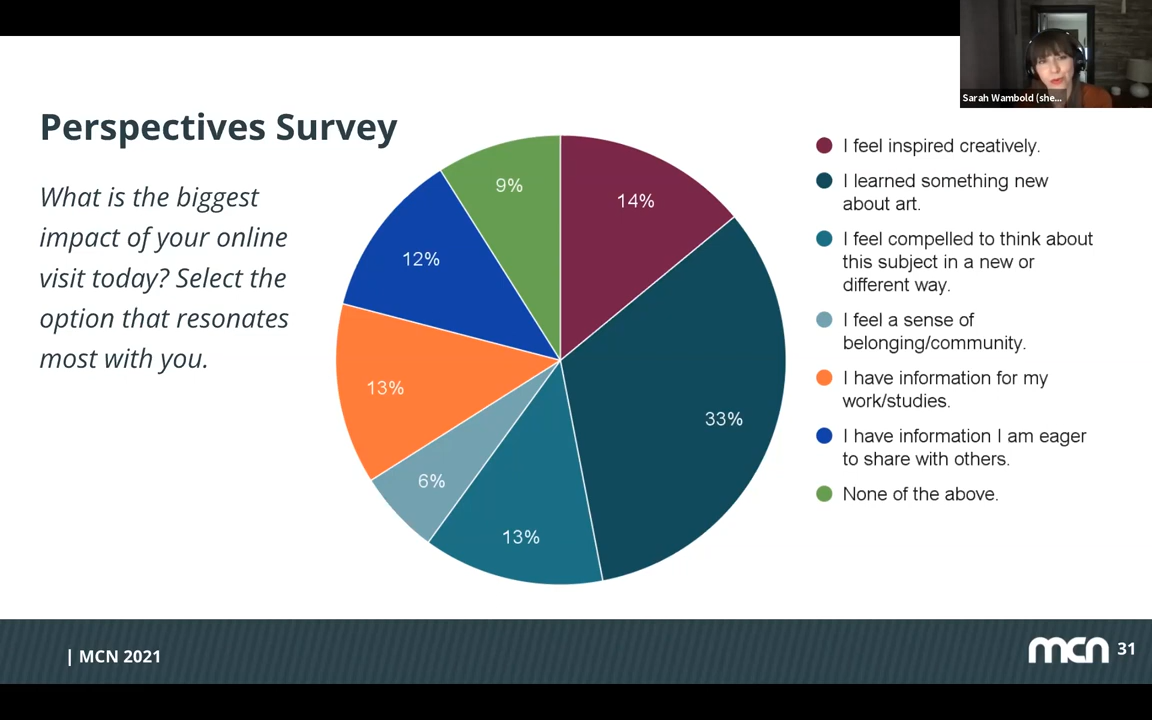 Sarah Wambold (she...
Perspectives Survey
What is the biggest
impact of your online
visit today? Select the
option that resonates
most with you.
9%
14%
12%
33%
13%
6%
13%
I feel inspired creatively.
I learned something new
about art.
I feel compelled to think about
this subject in a new or
different way.
I feel a sense of
belonging/community.
I have information for my
work/studies.
I have information I am eager
to share with others.
None of the above.
| MCN 2021
mcn 31